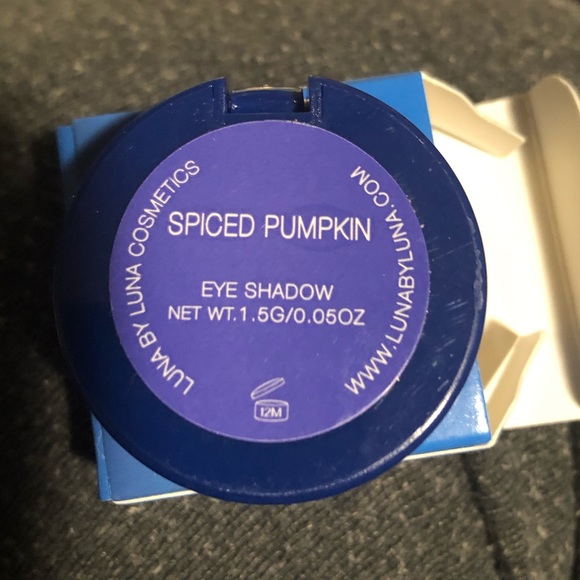 LUNA BY LUNA COSMETICS
WWW.LUNABYLUNA.COM
SPICED PUMPKIN
EYE SHADOW
NET WT.1.5G/0.05OZ
12M